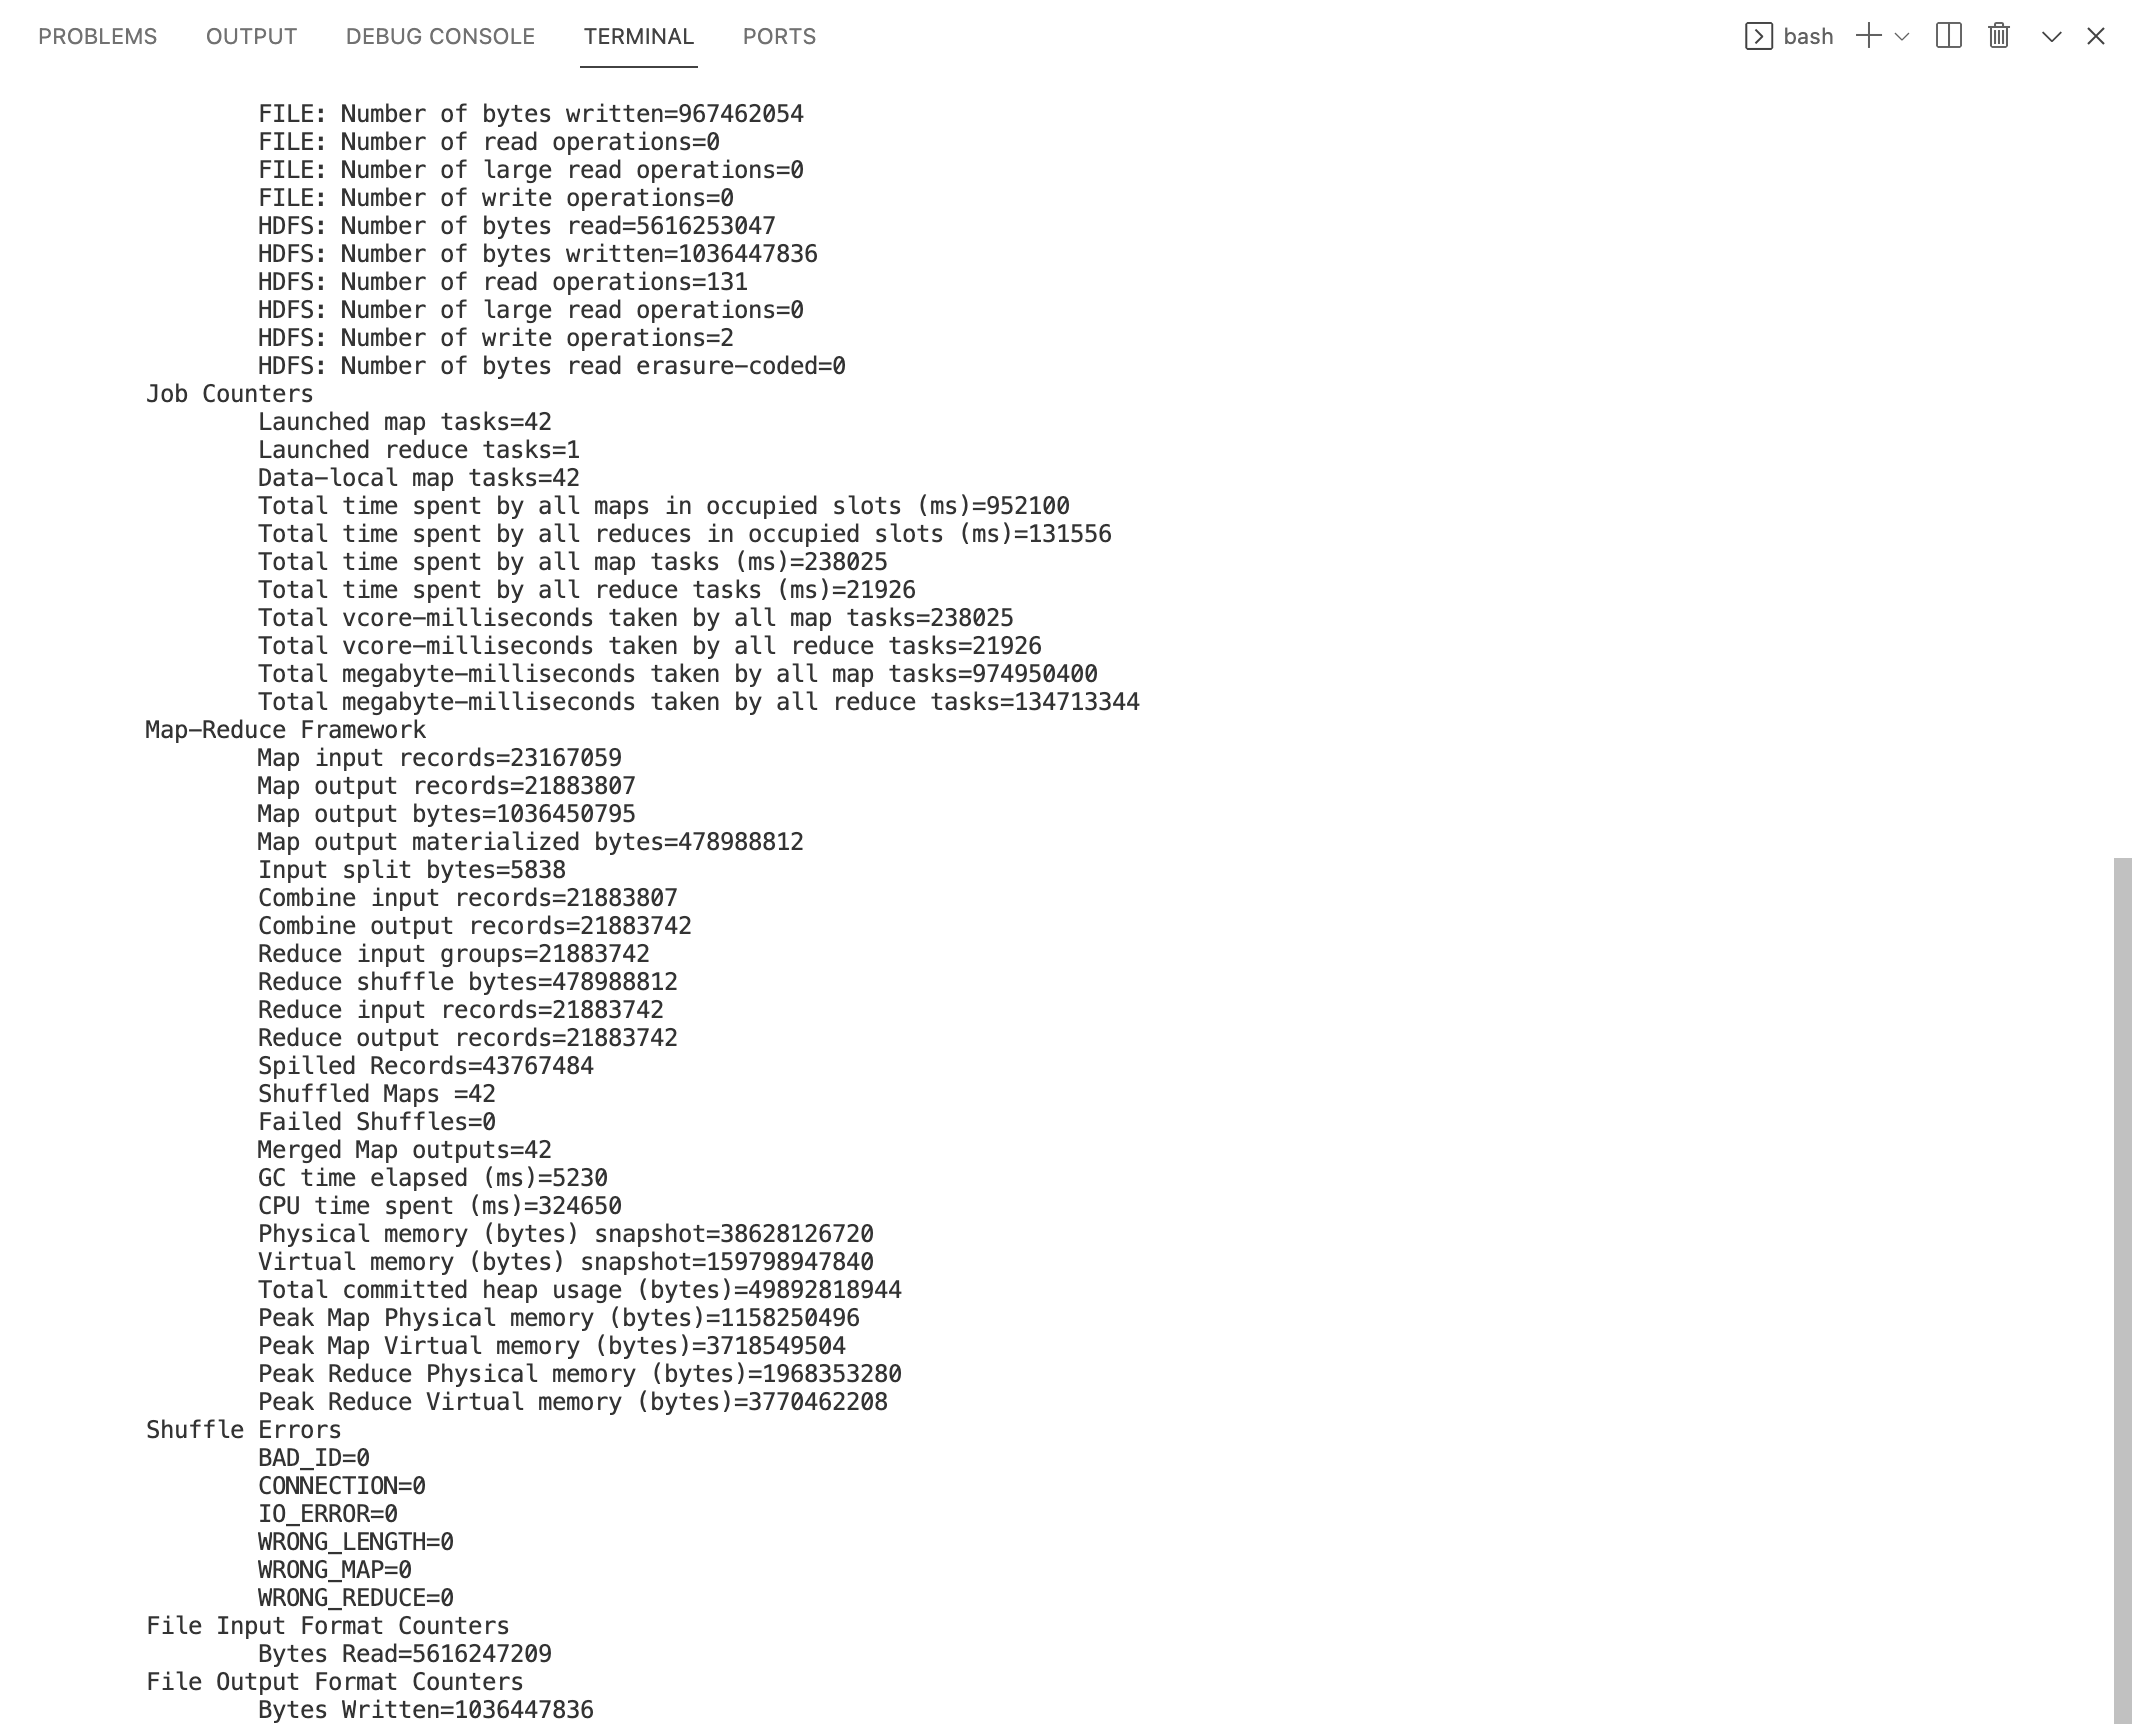 PROBLEMS OUTPUT DEBUG CONSOLE TERMINAL PORTS bash
FILE: Number of bytes written=967462054
FILE: Number of read operations=0
FILE: Number of large read operations=0
FILE: Number of write operations=0
HDFS: Number of bytes read=5616253047
HDFS: Number of bytes written=1036447836
HDFS: Number of read operations=131
HDFS: Number of large read operations=0
HDFS: Number of write operations=2
HDFS: Number of bytes read erasure-coded=0
Job Counters
Launched map tasks=42
Launched reduce tasks=1
Data-local map tasks=42
Total time spent by all maps in occupied slots (ms)=952100
Total time spent by all reduces in occupied slots (ms)=131556
Total time spent by all map tasks (ms)=238025
Total time spent by all reduce tasks (ms)=21926
Total vcore-milliseconds taken by all map tasks=238025
Total vcore-milliseconds taken by all reduce tasks=21926
Total megabyte-milliseconds taken by all map tasks=974950400
Total megabyte-milliseconds taken by all reduce tasks=134713344
Map-Reduce Framework
Map input records=23167059
Map output records=21883807
Map output bytes=1036450795
Map output materialized bytes=478988812
Input split bytes=5838
Combine input records=21883807
Combine output records=21883742
Reduce input groups=21883742
Reduce shuffle bytes=478988812
Reduce input records=21883742
Reduce output records=21883742
Spilled Records=43767484
Shuffled Maps =42
Failed Shuffles=0
Merged Map outputs=42
GC time elapsed (ms)=5230
CPU time spent (ms)=324650
Physical memory (bytes) snapshot=38628126720
Virtual memory (bytes) snapshot=159798947840
Total committed heap usage (bytes)=49892818944
Peak Map Physical memory (bytes)=1158250496
Peak Map Virtual memory (bytes)=3718549504
Peak Reduce Physical memory (bytes)=1968353280
Peak Reduce Virtual memory (bytes)=3770462208
Shuffle Errors
BAD_ID=0
CONNECTION=0
IO_ERROR=0
WRONG_LENGTH=0
WRONG_MAP=0
WRONG_REDUCE=0
File Input Format Counters
Bytes Read=5616247209
File Output Format Counters
Bytes Written=1036447836